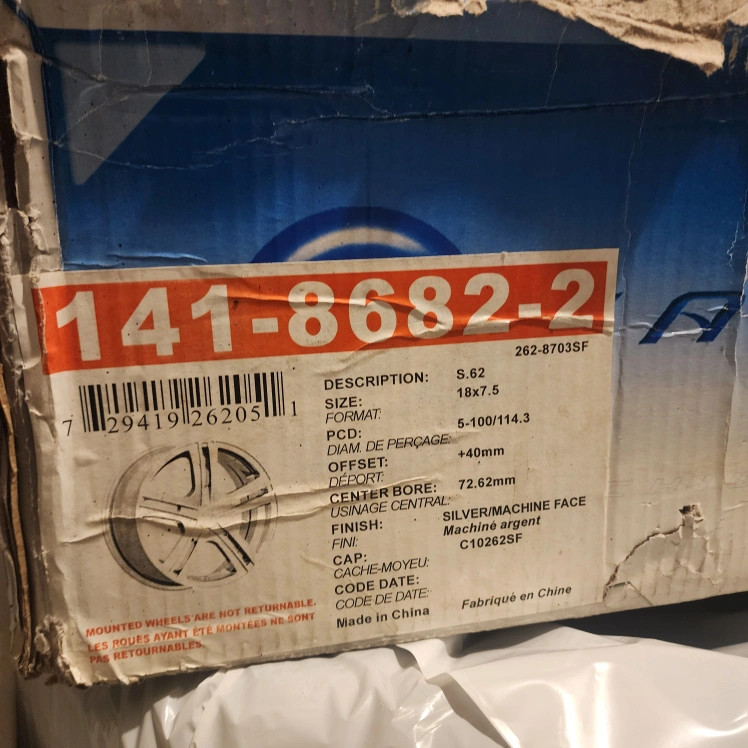 141-8682-2
262-8703SF
DESCRIPTION: S.62
SIZE: 18x7.5
FORMAT:
PCD: 5-100/114.3
DIAM. DE PERÇAGE:
OFFSET: +40mm
DÉPORT:
CENTER BORE: 72.62mm
USINAGE CENTRAL:
FINISH: SILVER/MACHINE FACE
FINI: Machiné argent
CAP: C10262SF
CACHE-MOYEU:
CODE DATE:
CODE DE DATE:
Made in China Fabriqué en Chine
7 29419 26205 1
MOUNTED WHEELS ARE NOT RETURNABLE.
LES ROUES AYANT ÉTÉ MONTÉES NE SONT
PAS RETOURNABLES.